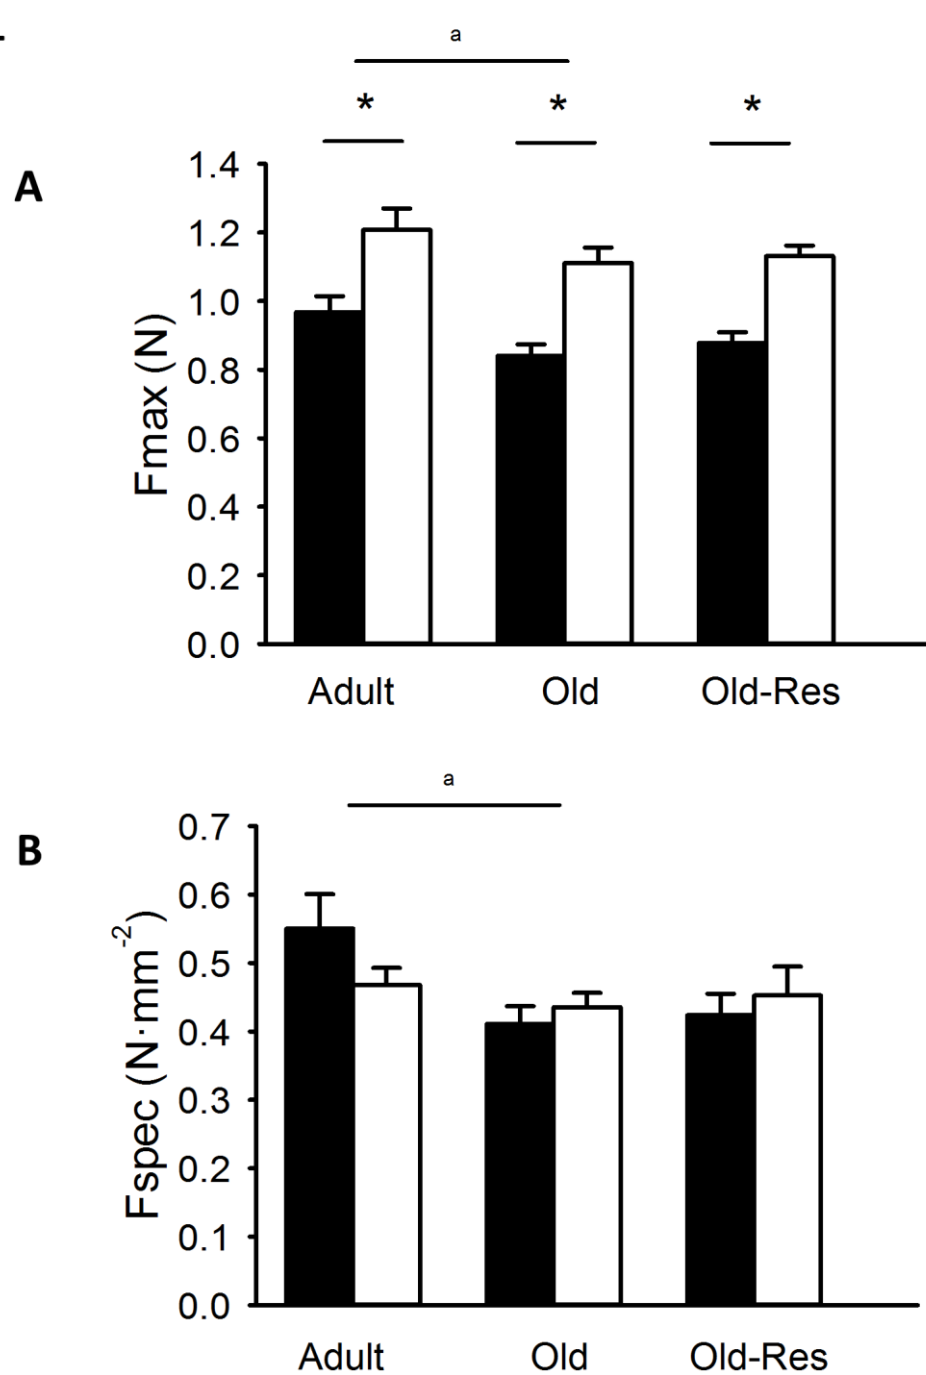 a
* * *
A
1.4
1.2
1.0
0.8
0.6
0.4
0.2
0.0
Fmax (N)
Adult Old Old-Res
a
B
0.7
0.6
0.5
0.4
0.3
0.2
0.1
0.0
Fspec (N·mm⁻²)
Adult Old Old-Res